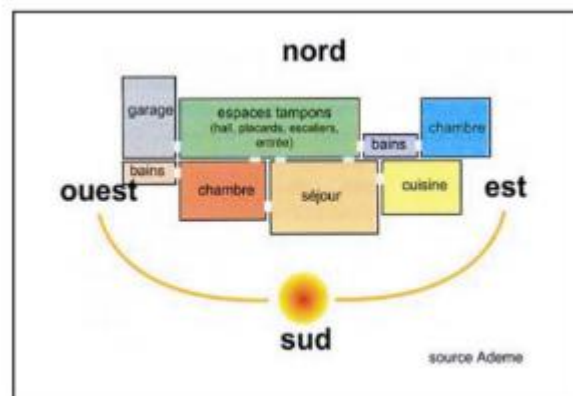 nord
garage
espaces tampons
(hall, placards, escaliers,
entrée)
bains
chambre
bains
ouest
chambre
séjour
cuisine
est
sud
source Ademe